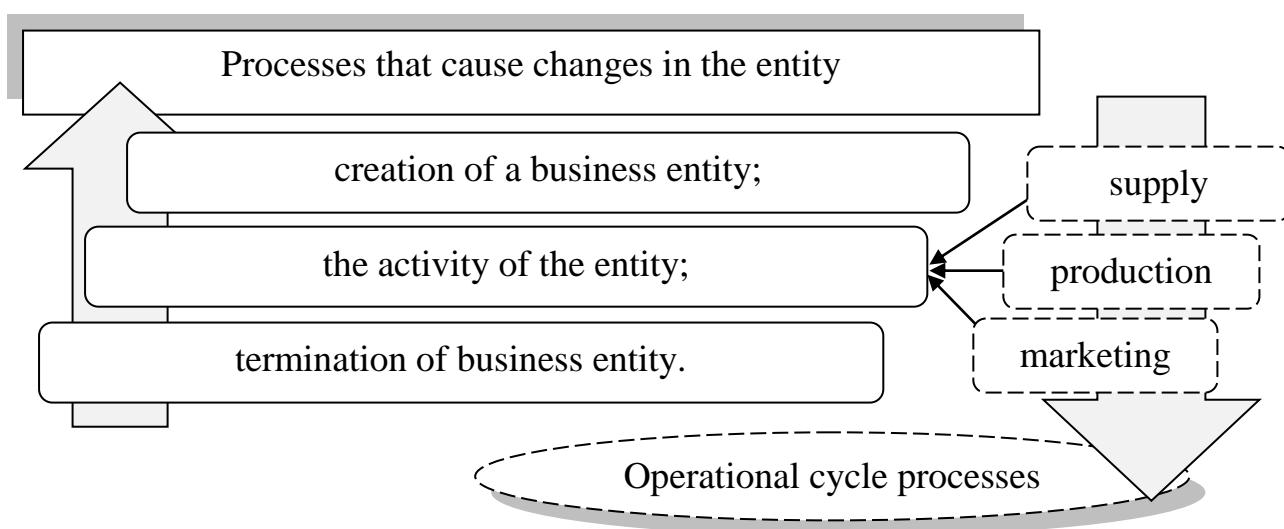 Processes that cause changes in the entity
creation of a business entity;
supply
the activity of the entity;
production
termination of business entity.
marketing
Operational cycle processes